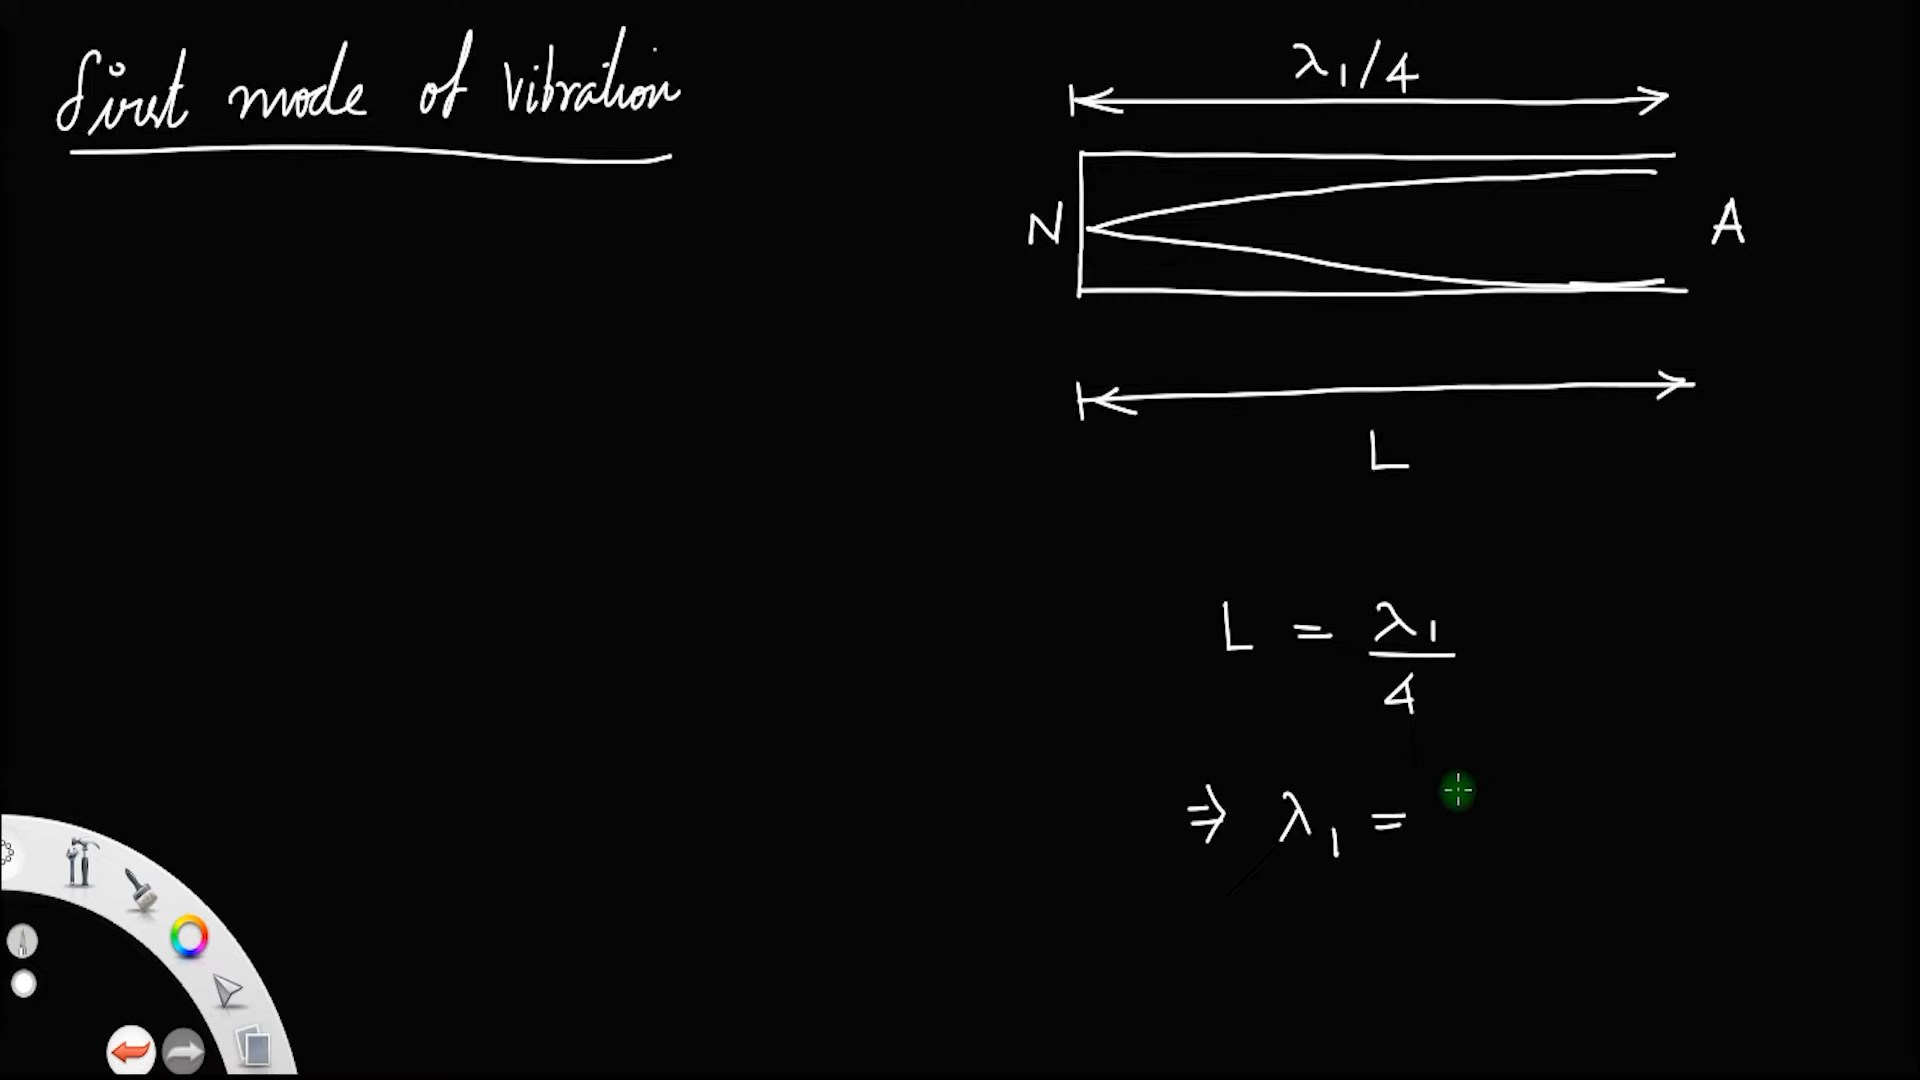 first mode of vibration
λ₁/4
N
A
L
L = λ₁/4
⇒ λ₁ =